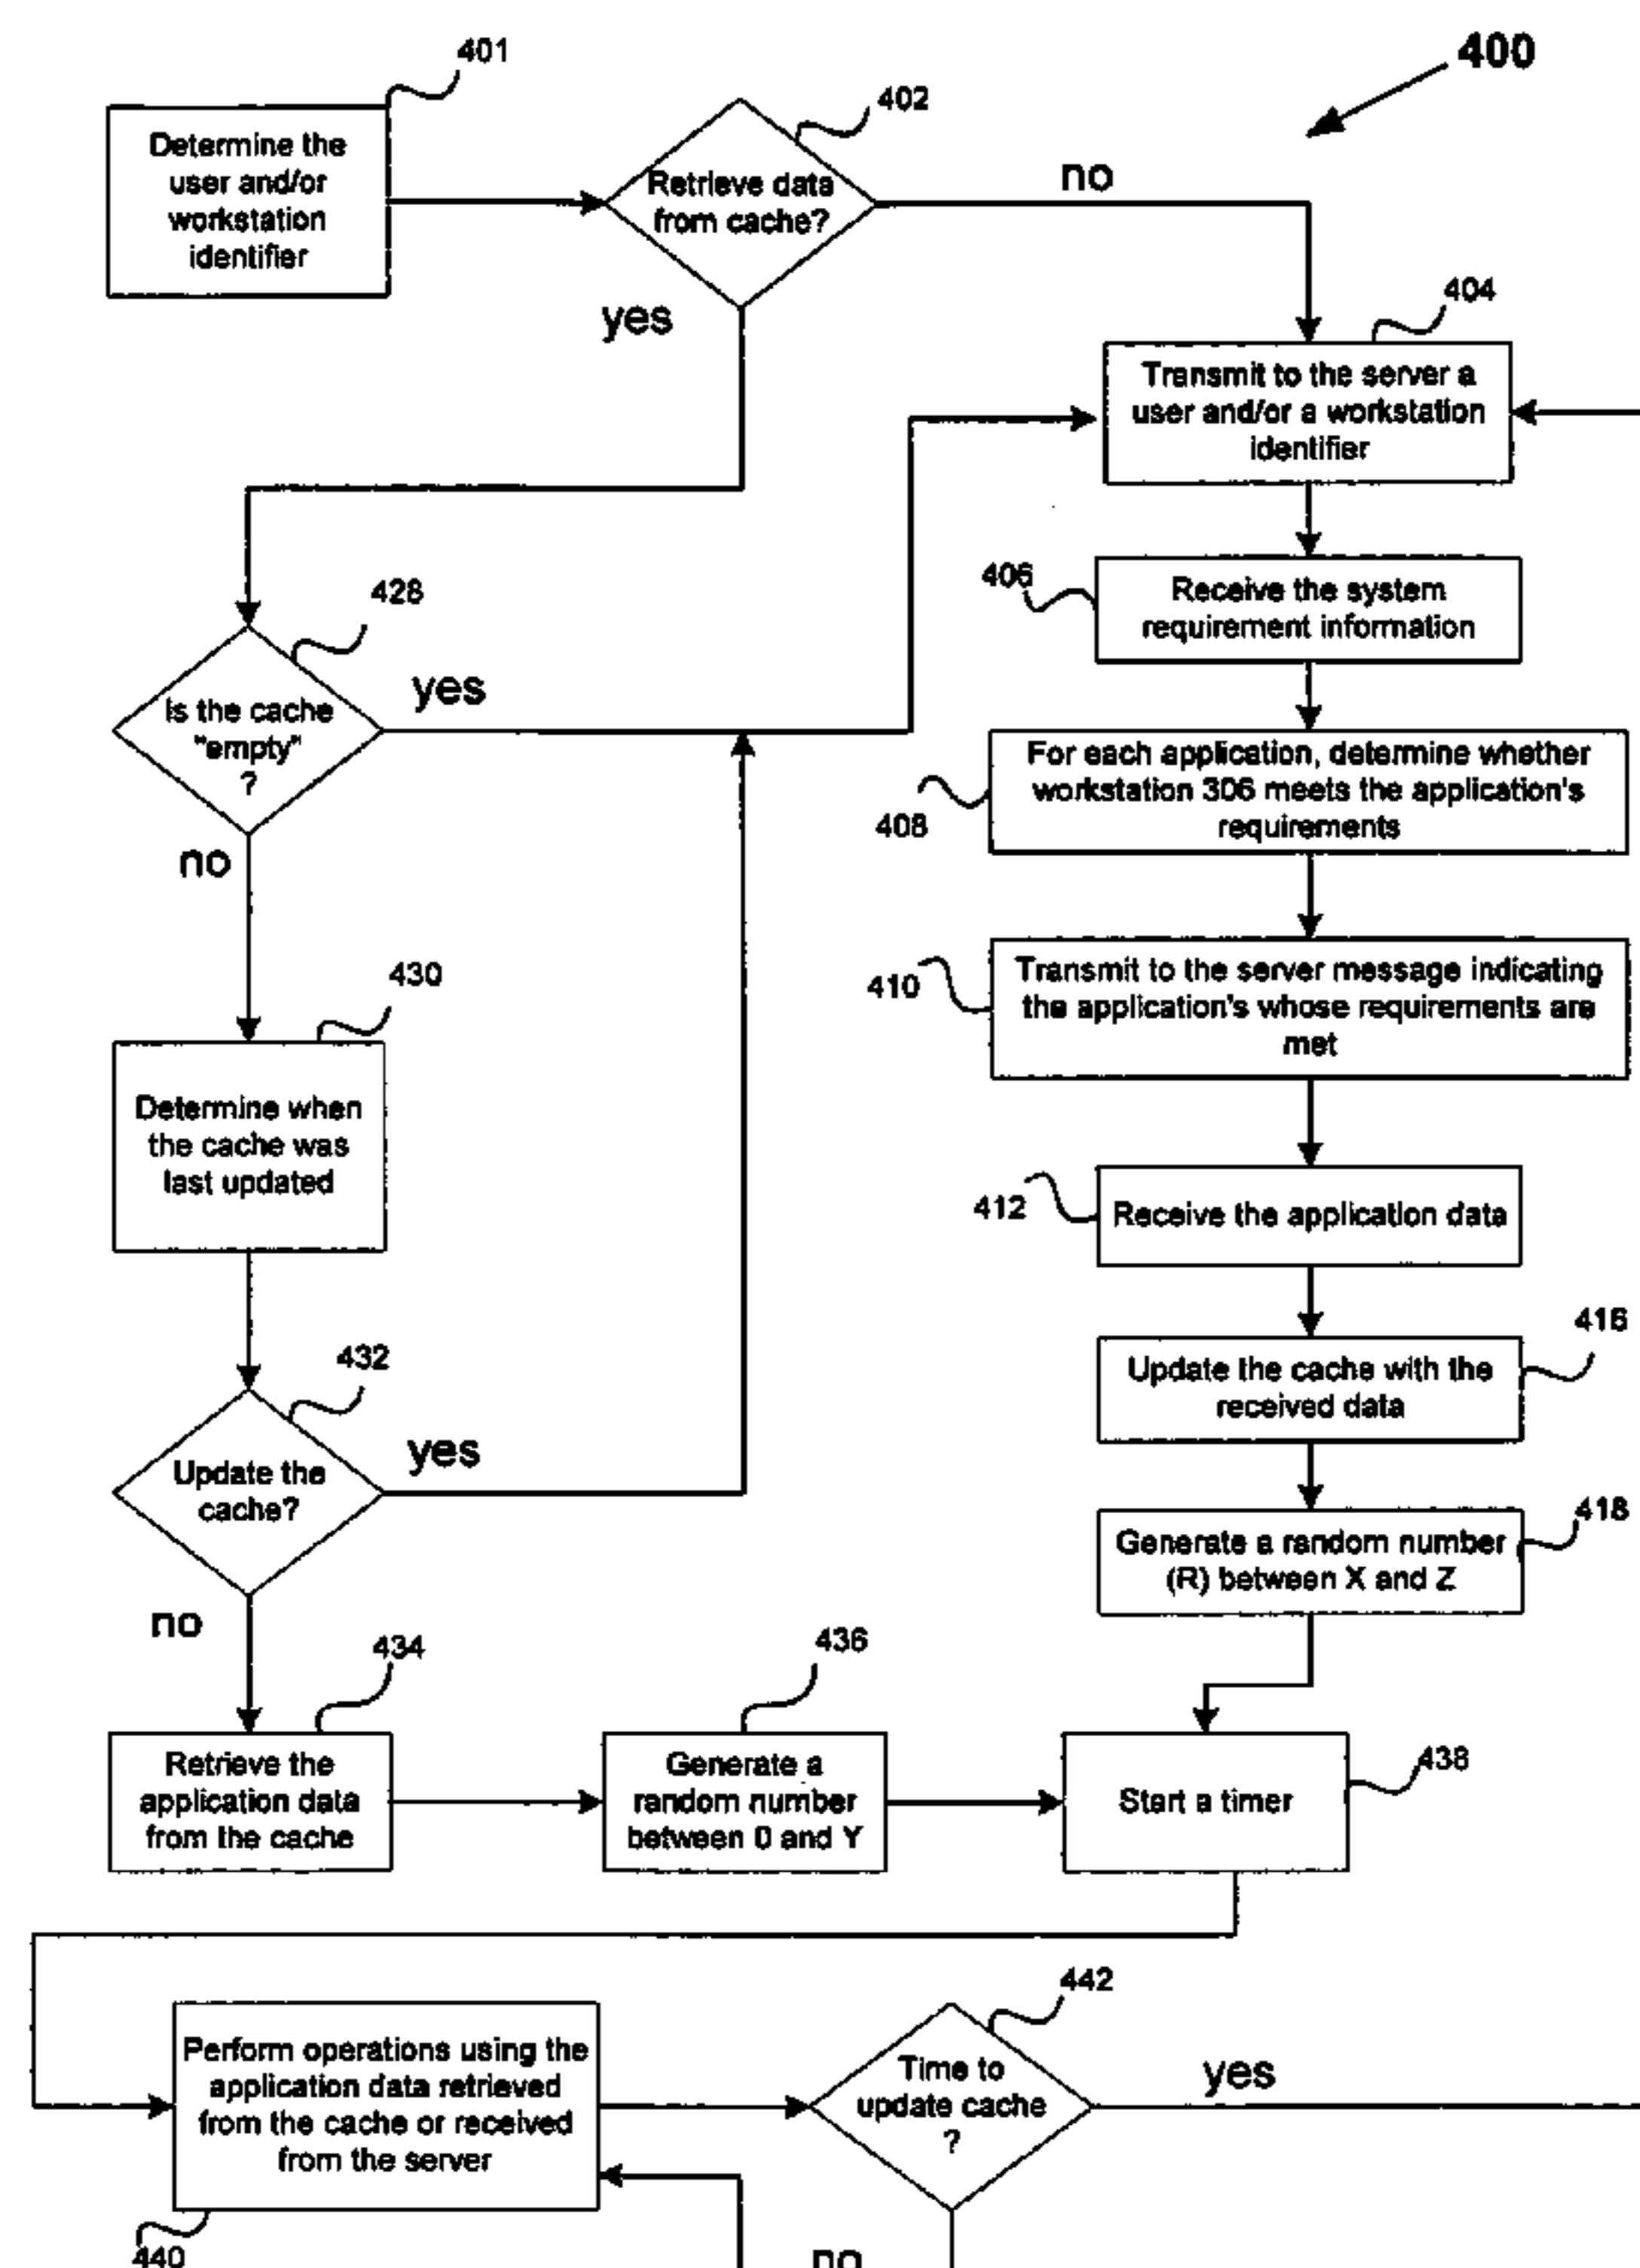 400
401
Determine the
user and/or
workstation
identifier
402
Retrieve data
from cache?
no
yes
404
Transmit to the server a
user and/or a workstation
identifier
406
Receive the system
requirement information
428
Is the cache
"empty"
?
yes
no
408
For each application, determine whether
workstation 306 meets the application's
requirements
410
Transmit to the server message indicating
the application's whose requirements are
met
430
Determine when
the cache was
last updated
412
Receive the application data
416
Update the cache with the
received data
432
Update the
cache?
yes
no
418
Generate a random number
(R) between X and Z
434
Retrieve the
application data
from the cache
436
Generate a
random number
between 0 and Y
438
Start a timer
440
Perform operations using the
application data retrieved
from the cache or received
from the server
442
Time to
update cache
?
yes
no